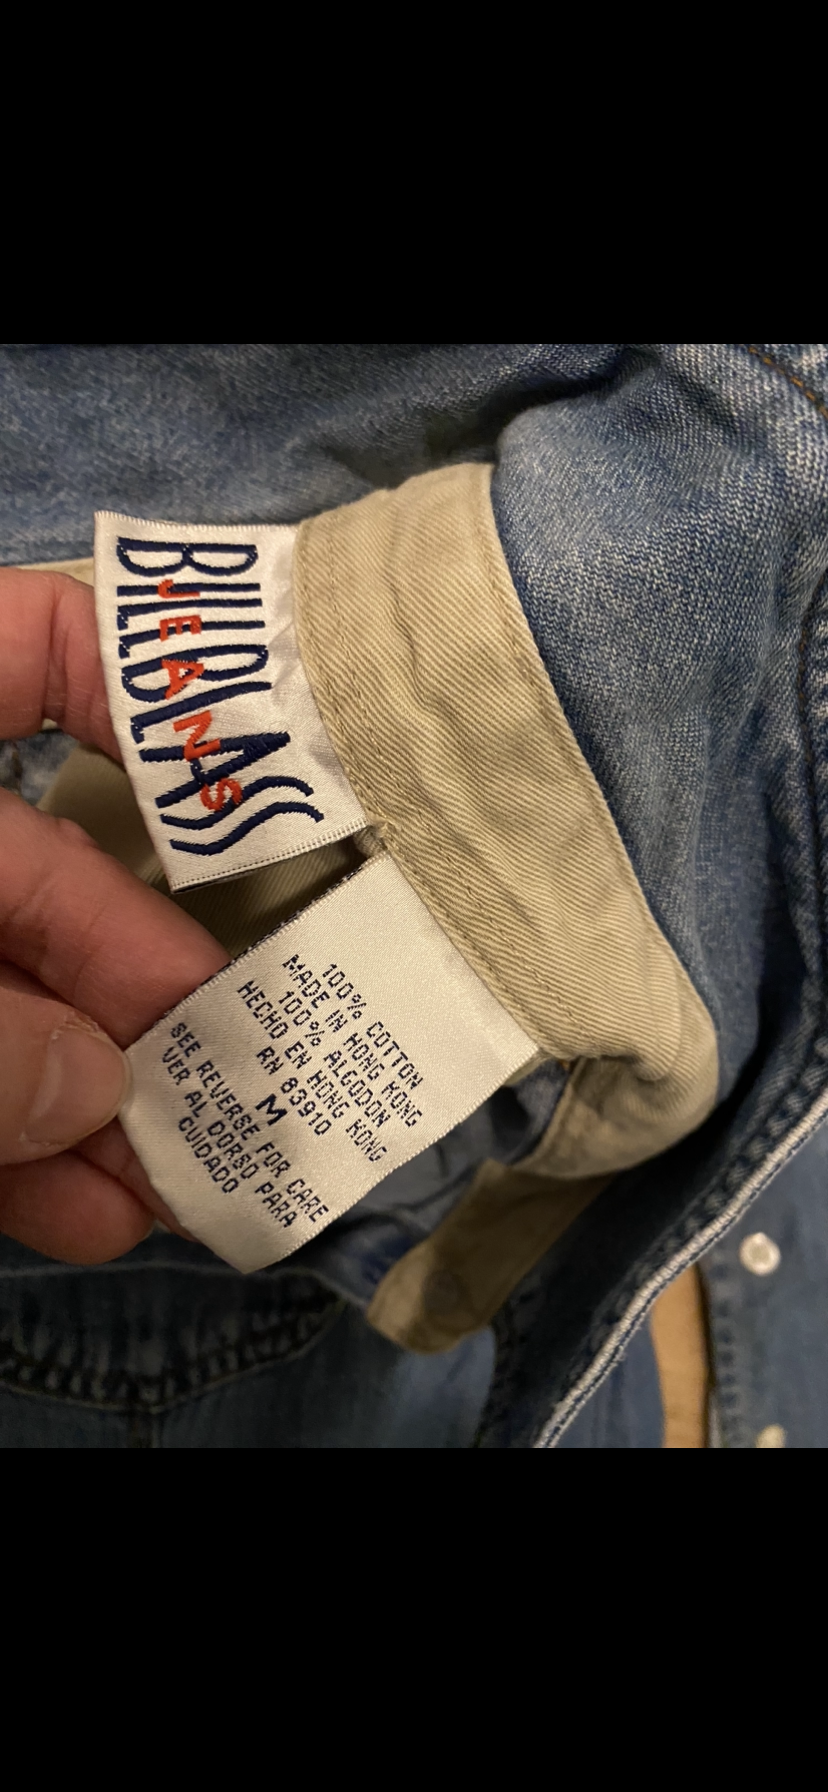 BILL BLASS
JEANS
100% COTTON
MADE IN HONG KONG
100% ALGODON
HECHO EN HONG KONG
RN 83910
M
SEE REVERSE FOR CARE
VER AL DORSO PARA
CUIDADO